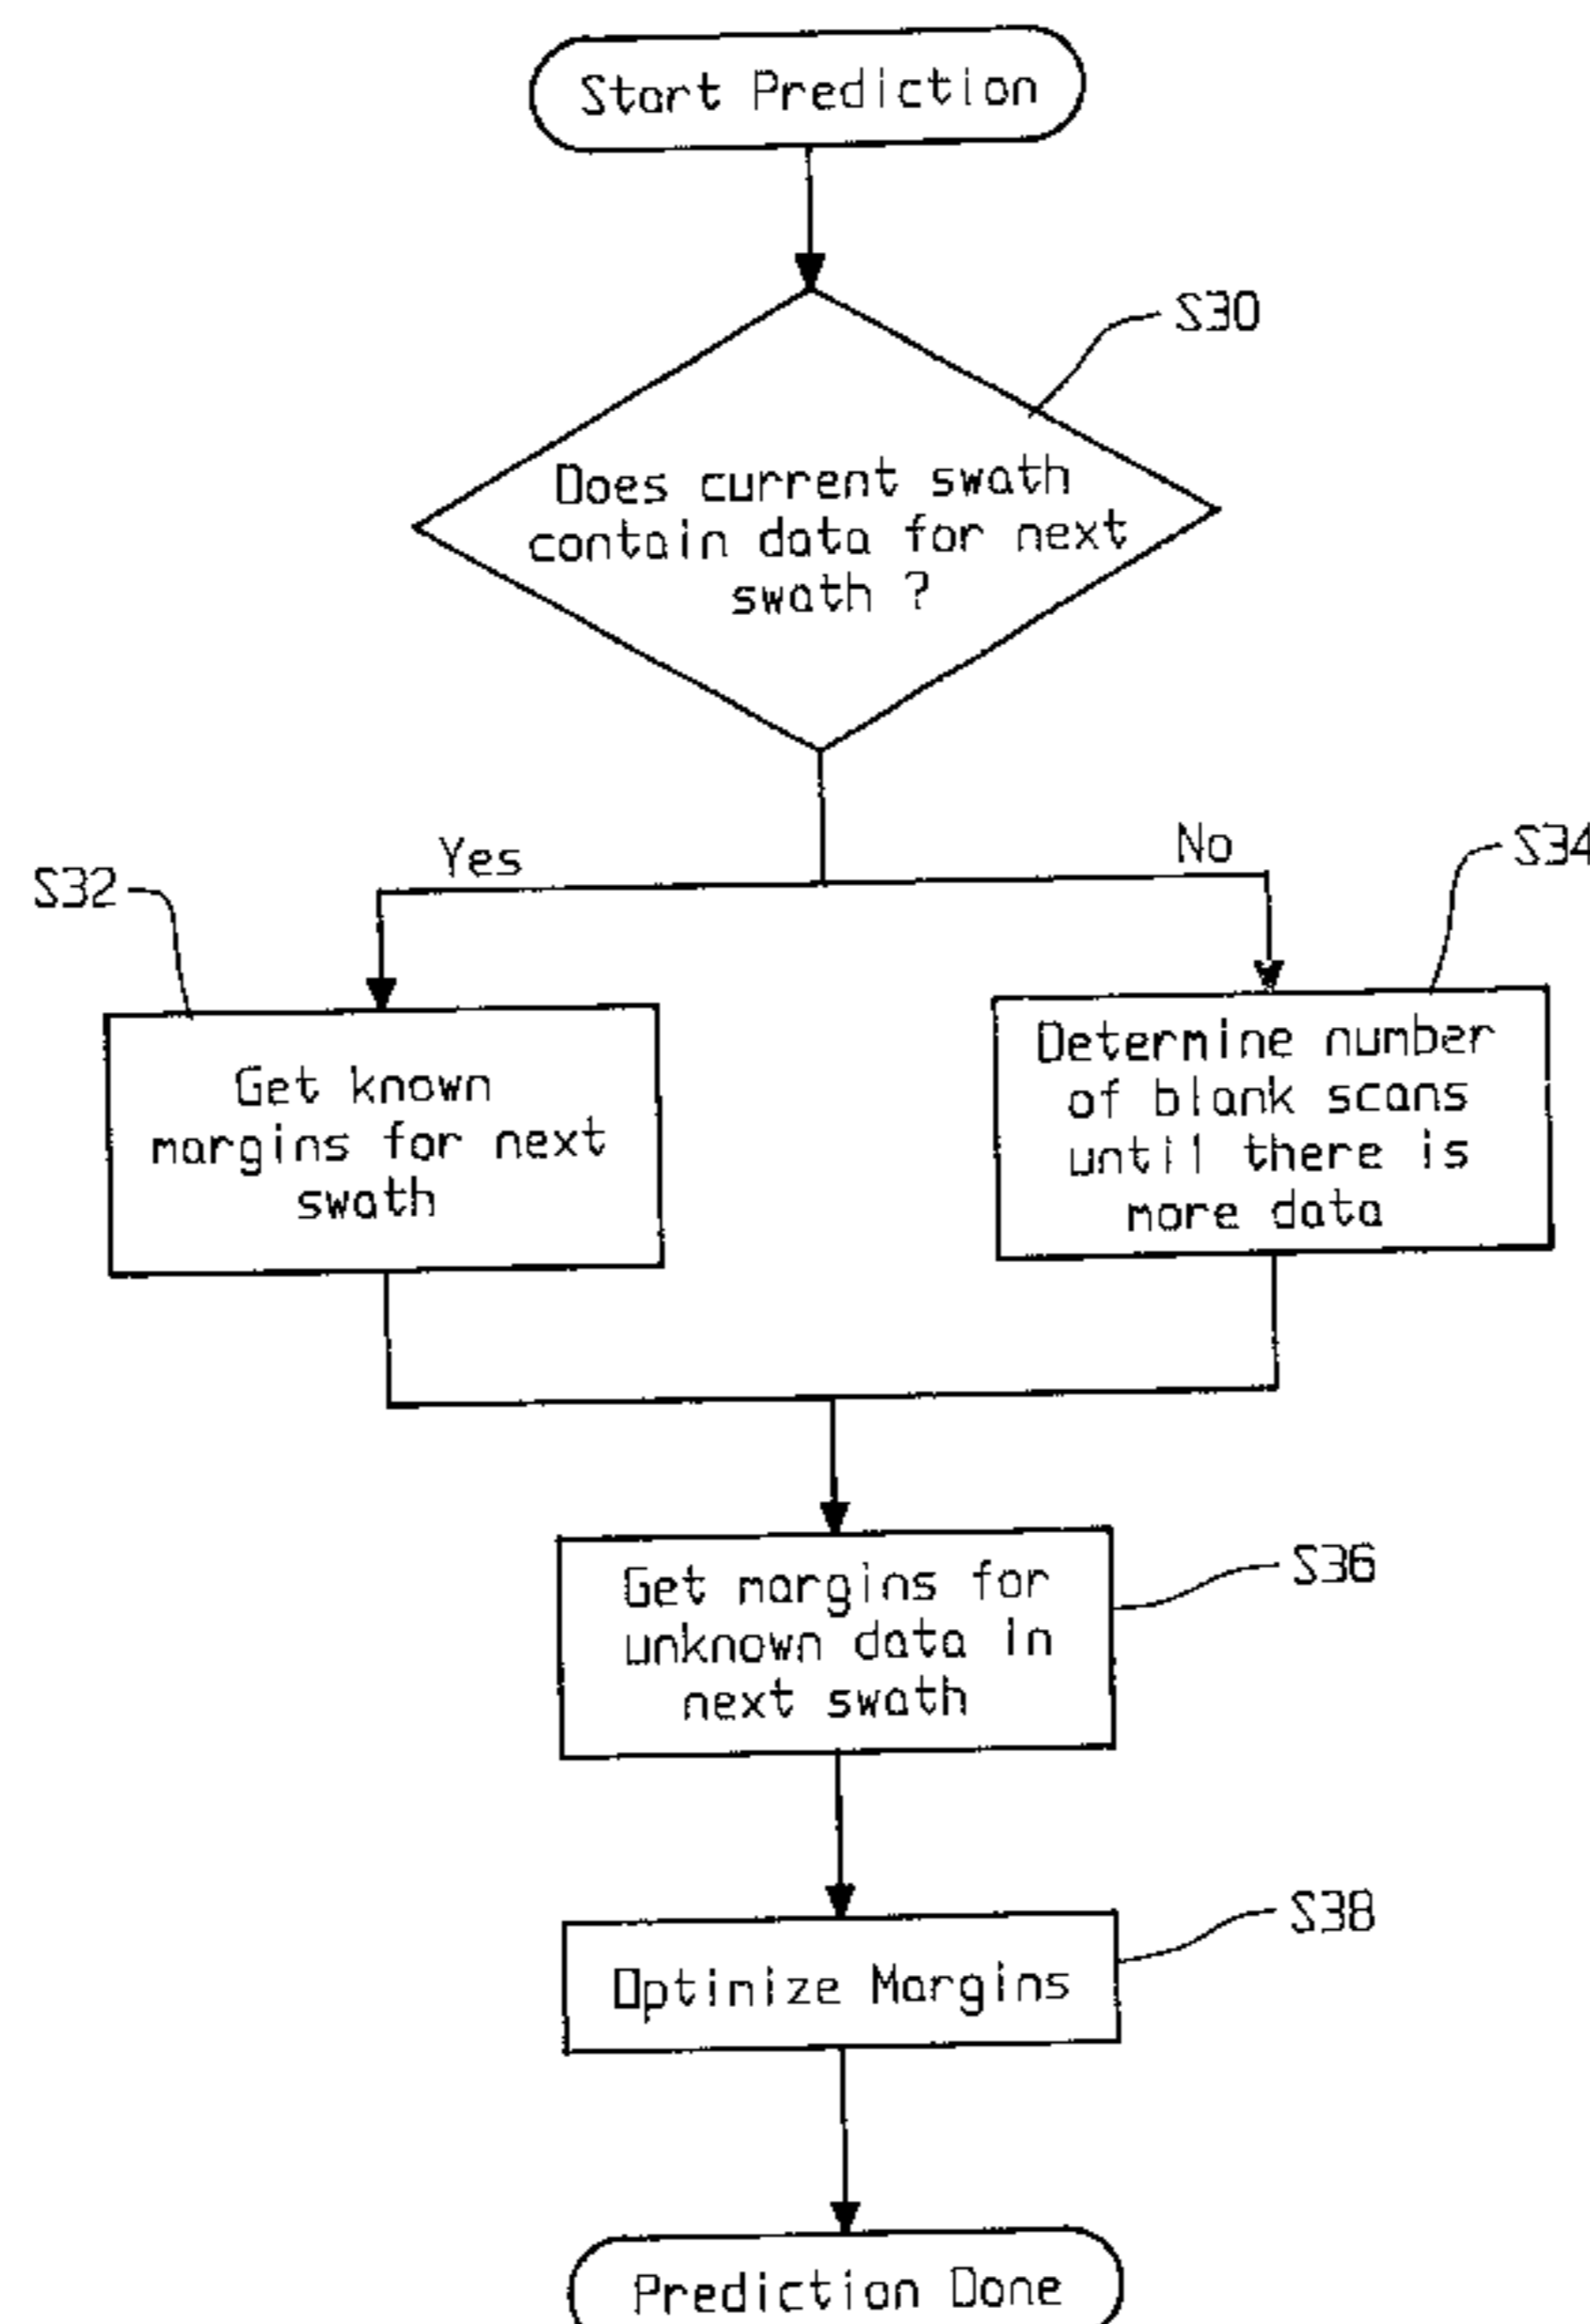 Start Prediction
S30
Does current swath
contain data for next
swath ?
Yes
No
S32
S34
Get known
margins for next
swath
Determine number
of blank scans
until there is
more data
Get margins for
unknown data in
next swath
S36
Optimize Margins
S38
Prediction Done